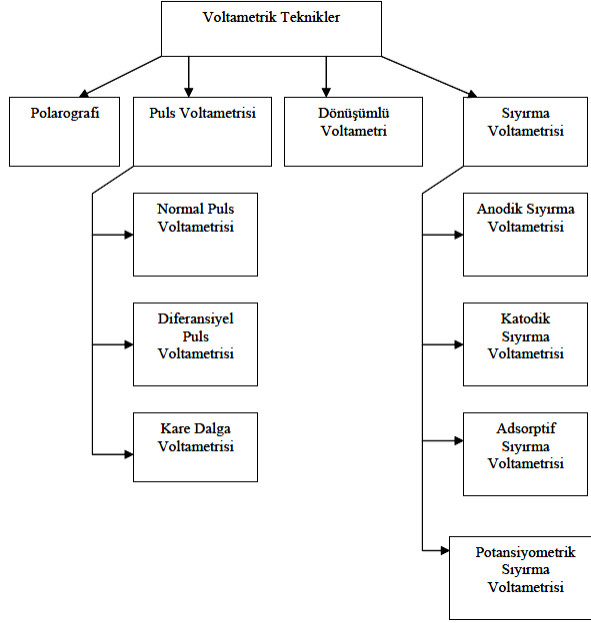 Voltametrik Teknikler
Polarografi
Puls Voltametrisi
Dönüşümlü
Voltametri
Sıyırma
Voltametrisi
Normal Puls
Voltametrisi
Diferansiyel
Puls
Voltametrisi
Kare Dalga
Voltametrisi
Anodik Sıyırma
Voltametrisi
Katodik
Sıyırma
Voltametrisi
Adsorptif
Sıyırma
Voltametrisi
Potansiyometrik
Sıyırma
Voltametrisi